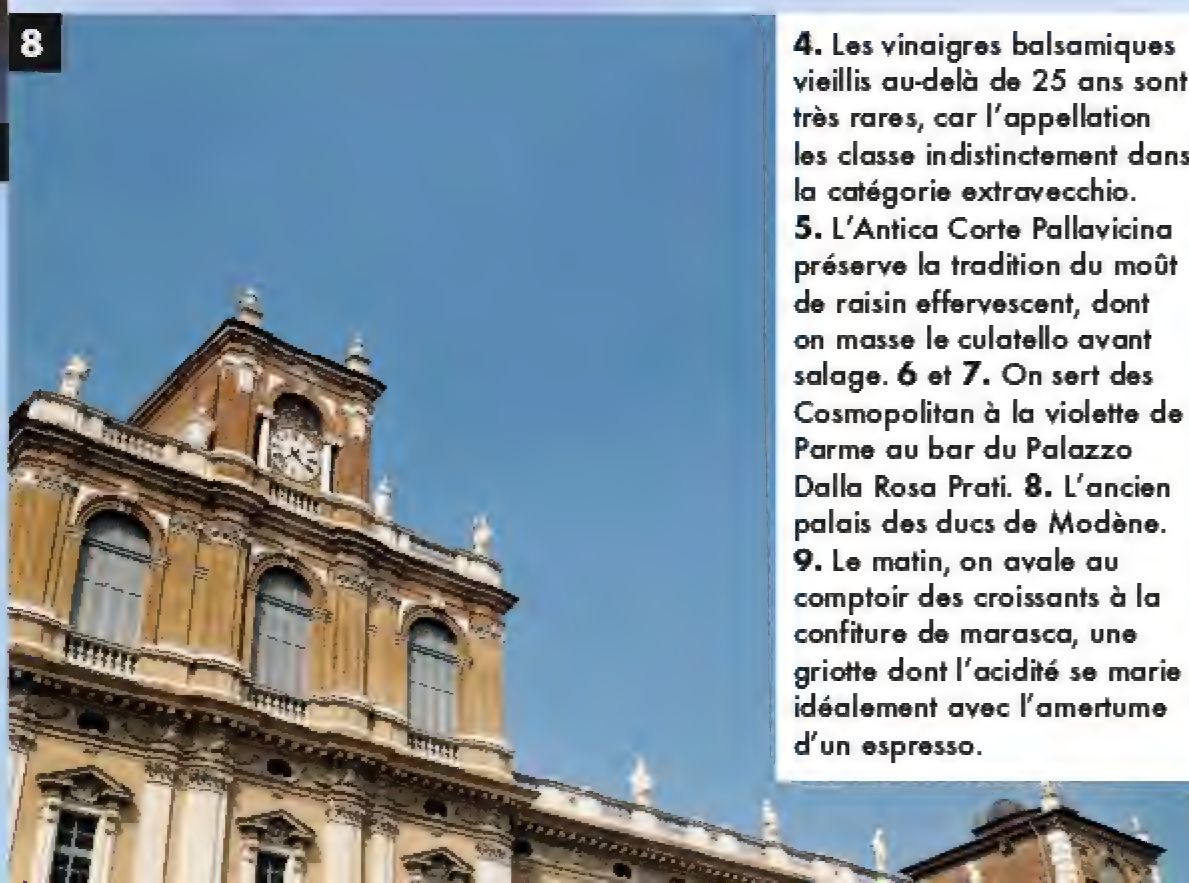 8
4. Les vinaigres balsamiques
vieillis au-delà de 25 ans sont
très rares, car l'appellation
les classe indistinctement dans
la catégorie extravecchio.
5. L'Antica Corte Pallavicina
préserve la tradition du moût
de raisin effervescent, dont
on masse le culatello avant
salage. 6 et 7. On sert des
Cosmopolitan à la violette de
Parme au bar du Palazzo
Dalla Rosa Prati. 8. L'ancien
palais des ducs de Modène.
9. Le matin, on avale au
comptoir des croissants à la
confiture de marasca, une
griotte dont l'acidité se marie
idéalement avec l'amertume
d'un espresso.